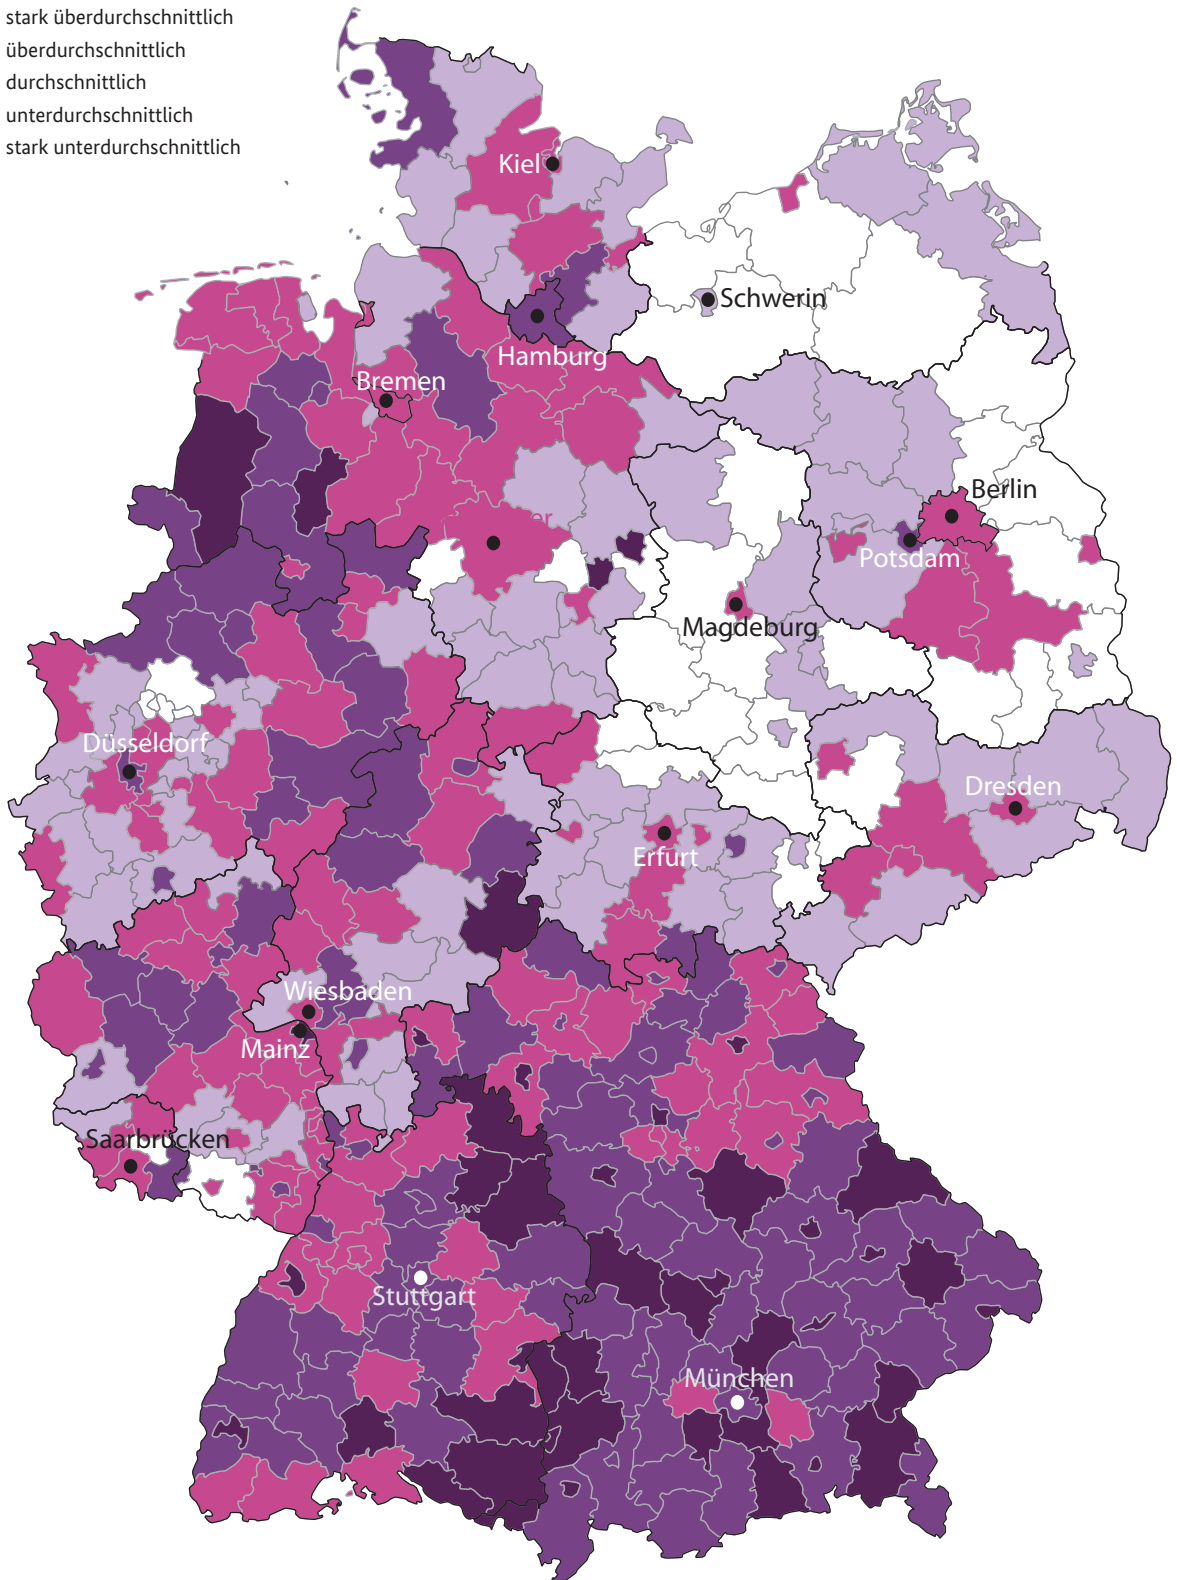 stark überdurchschnittlich
überdurchschnittlich
durchschnittlich
unterdurchschnittlich
stark unterdurchschnittlich
Kiel
Schwerin
Hamburg
Bremen
Berlin
Potsdam
Magdeburg
Düsseldorf
Dresden
Erfurt
Wiesbaden
Mainz
Saarbrücken
Stuttgart
München